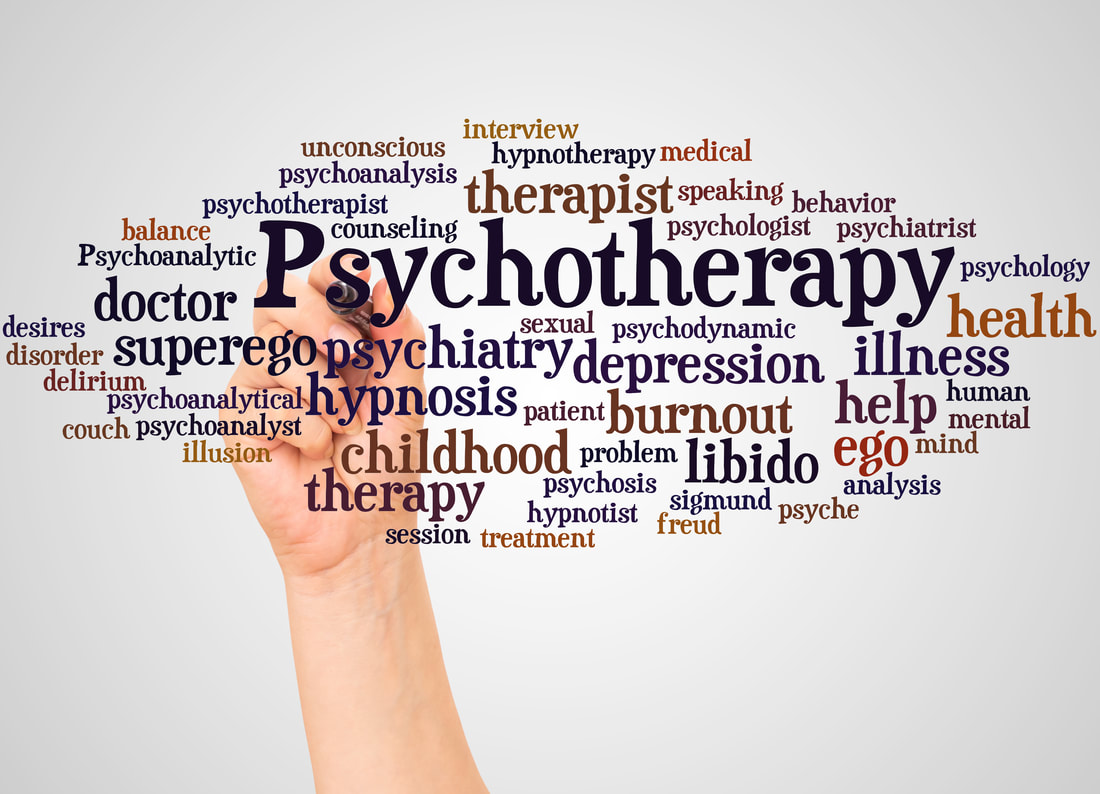 interview
unconscious hypnotherapy medical
psychoanalysis therapist speaking
psychotherapist counseling psychologist behavior
balance psychiatrist
Psychoanalytic Psychotherapy psychology
doctor health
desires superego psychiatry sexual psychodynamic illness
disorder depression
delirium hypnosis help human
psychoanalytical patient burnout mental
couch psychoanalyst ego mind
illusion childhood problem libido
therapy psychosis analysis
hypnotist sigmund psyche
session treatment freud